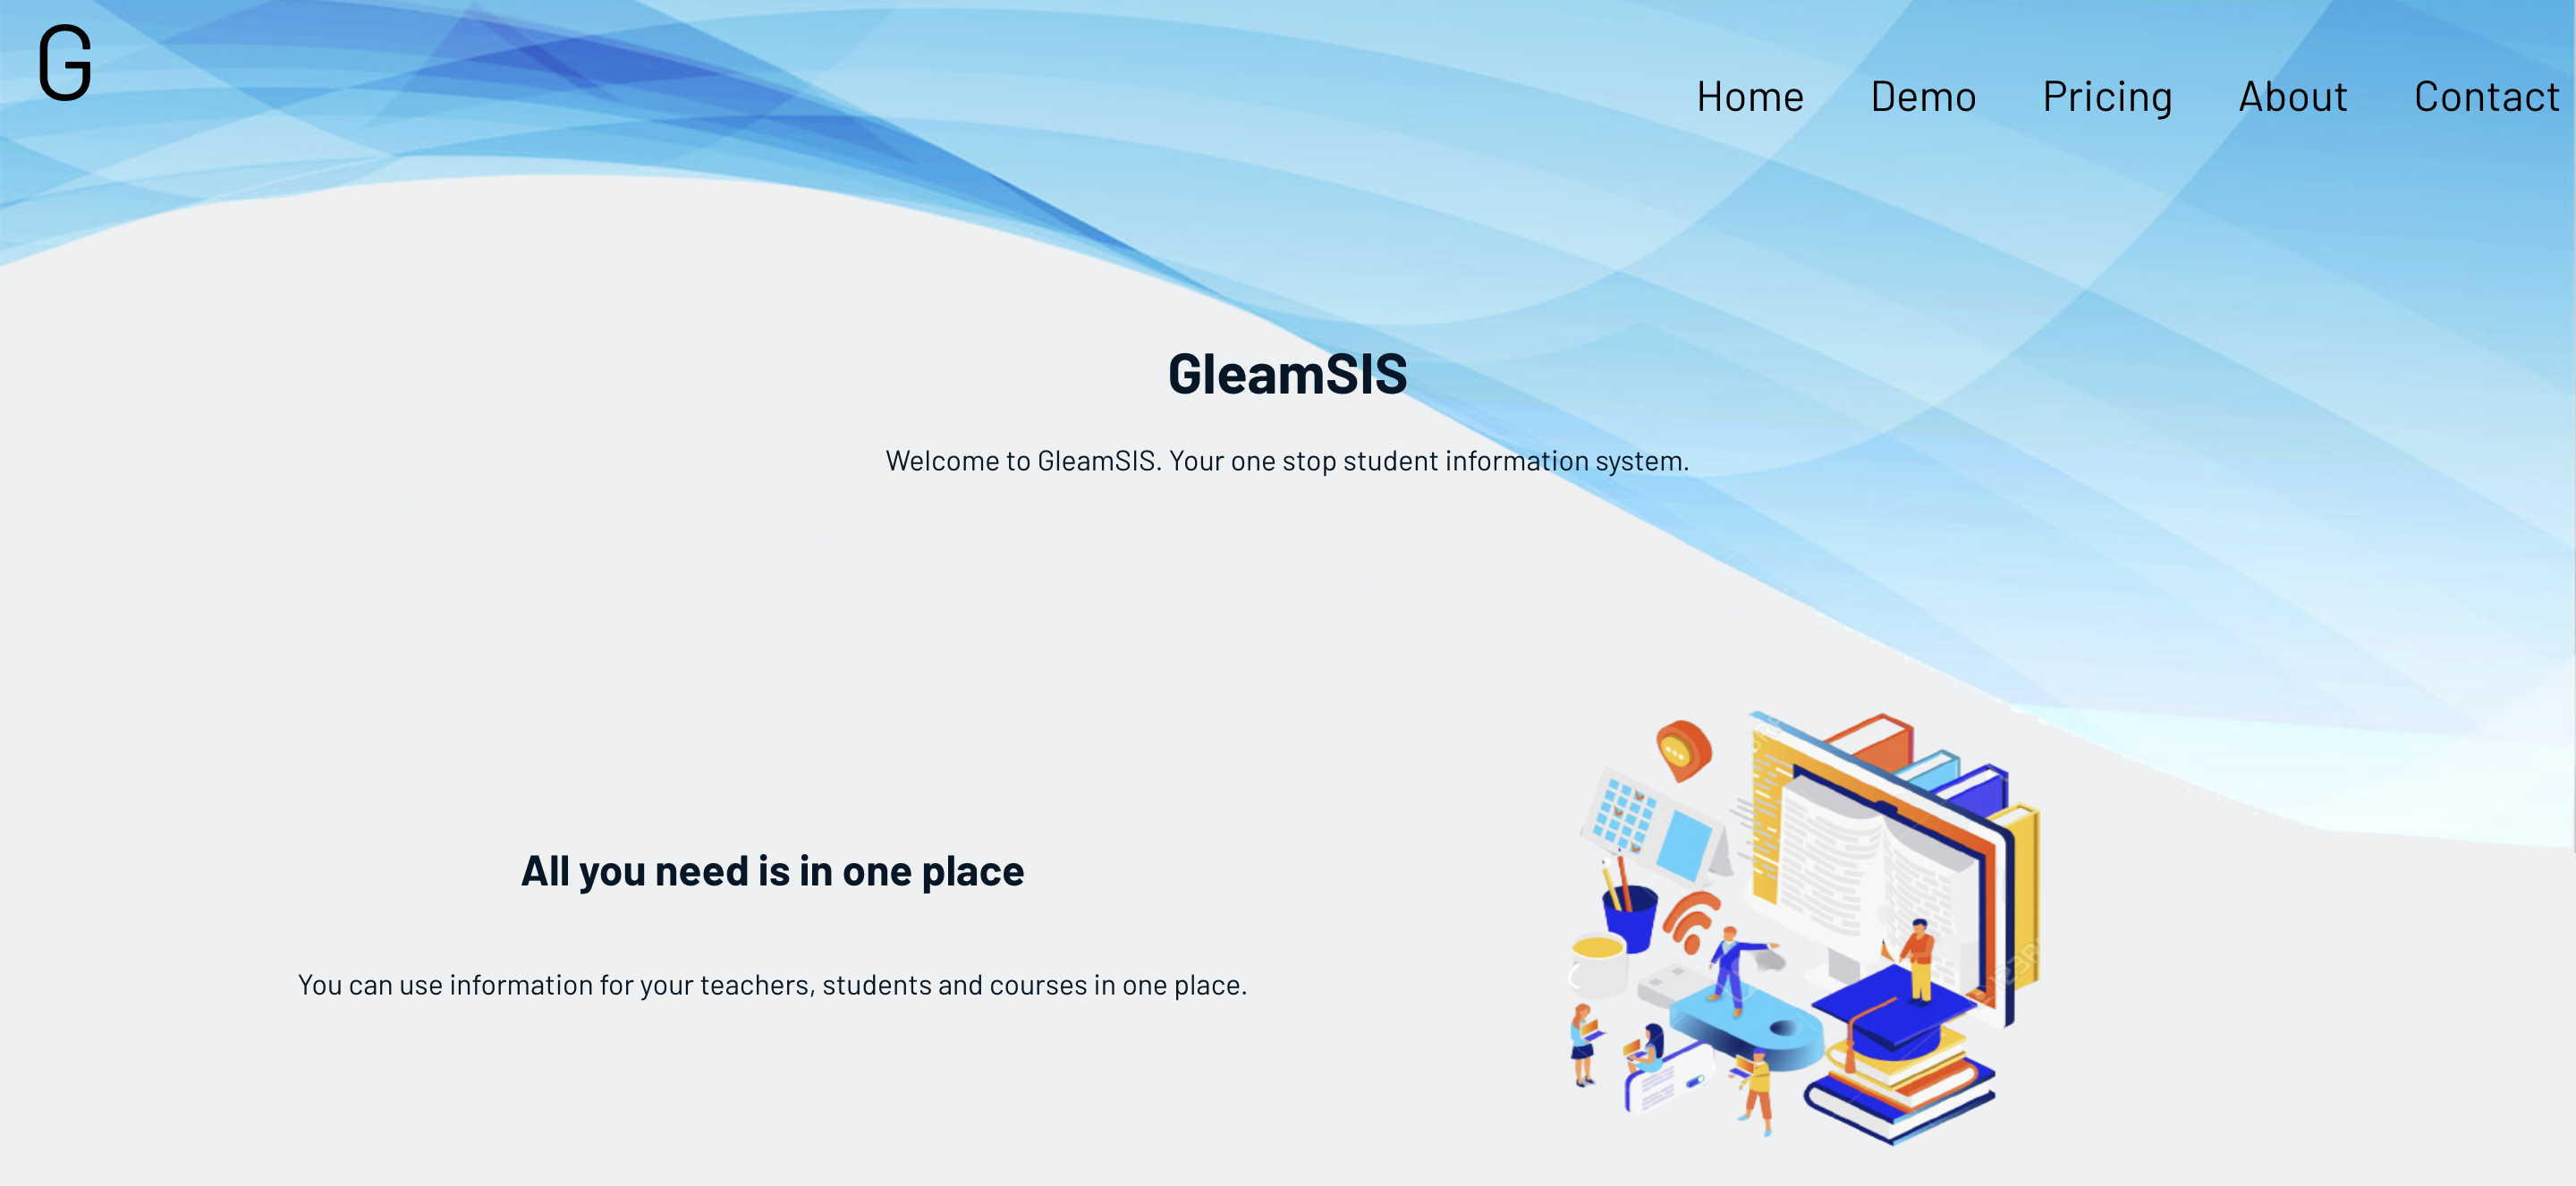 G
Home Demo Pricing About Contact
GleamSIS
Welcome to GleamSIS. Your one stop student information system.
All you need is in one place
You can use information for your teachers, students and courses in one place.